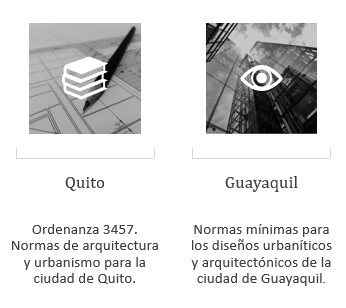 Quito
Ordenanza 3457.
Normas de arquitectura
y urbanismo para la
ciudad de Quito.
Guayaquil
Normas mínimas para
los diseños urbaníticos
y arquitectónicos de la
ciudad de Guayaquil.